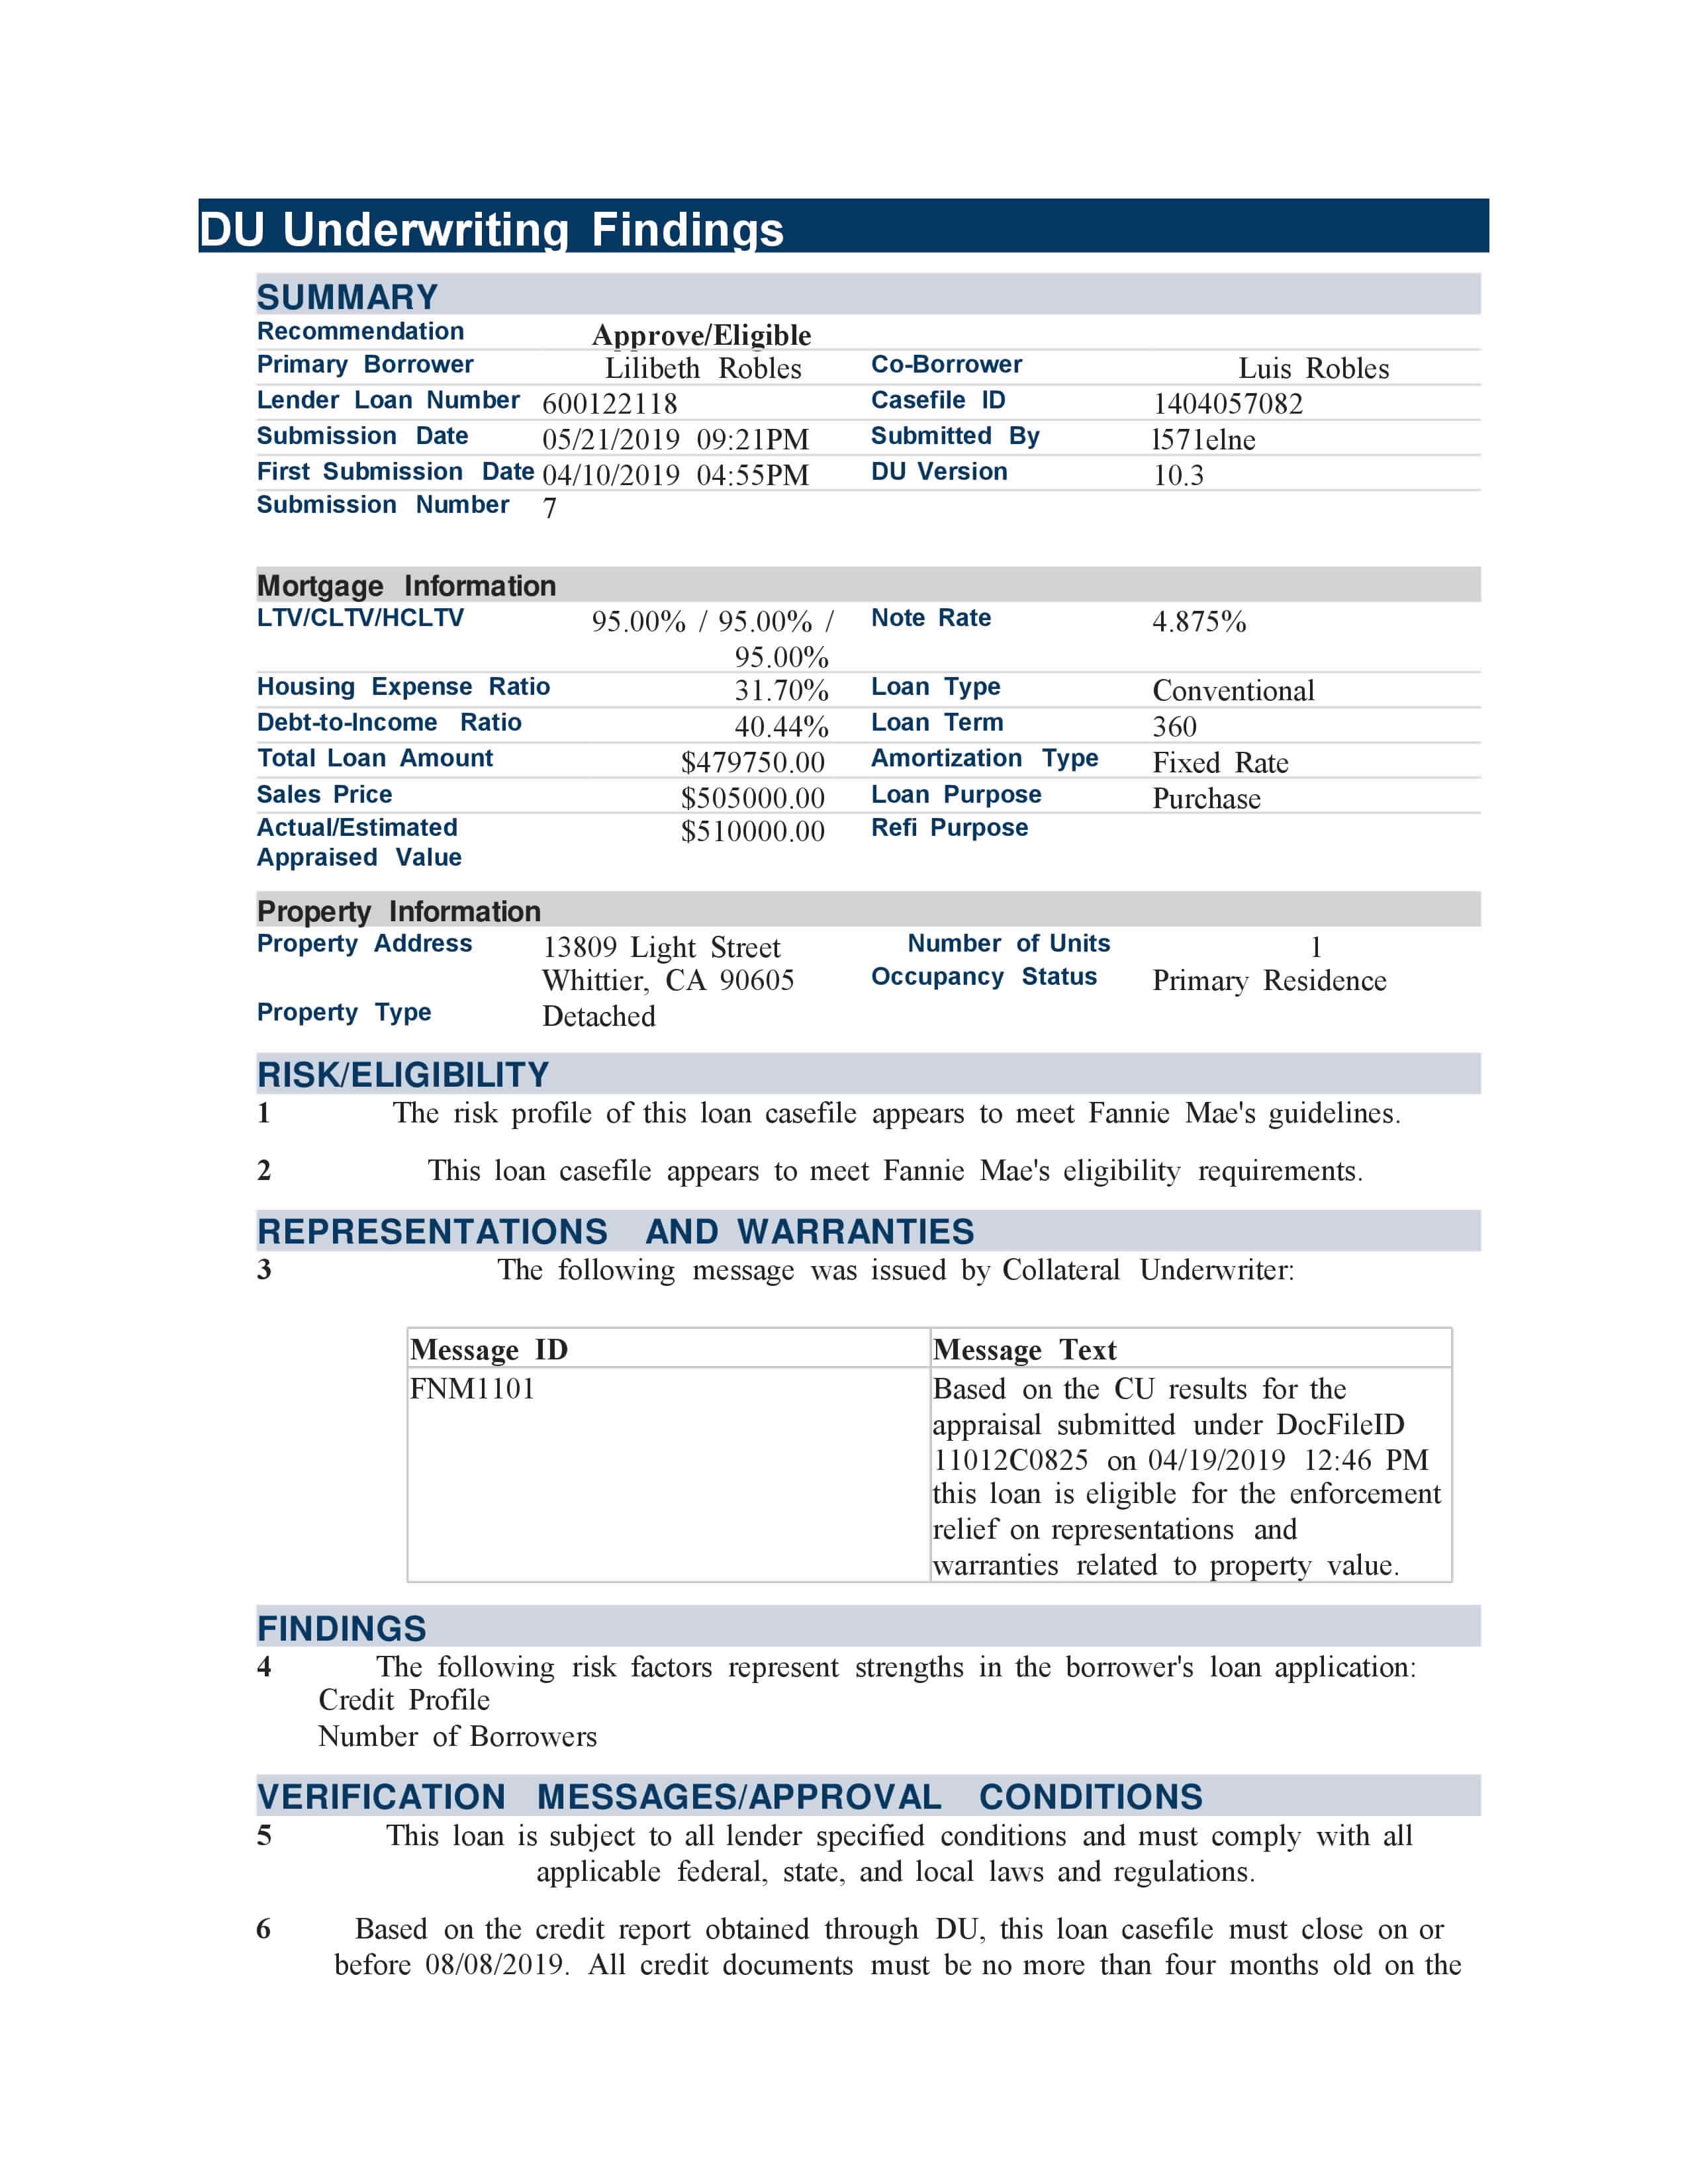 DU Underwriting Findings
SUMMARY
Recommendation Approve/Eligible
Primary Borrower Lilibeth Robles Co-Borrower Luis Robles
Lender Loan Number 600122118 Casefile ID 1404057082
Submission Date 05/21/2019 09:21PM Submitted By l571elne
First Submission Date 04/10/2019 04:55PM DU Version 10.3
Submission Number 7
Mortgage Information
LTV/CLTV/HCLTV 95.00% / 95.00% / Note Rate 4.875%
95.00%
Housing Expense Ratio 31.70% Loan Type Conventional
Debt-to-Income Ratio 40.44% Loan Term 360
Total Loan Amount $479750.00 Amortization Type Fixed Rate
Sales Price $505000.00 Loan Purpose Purchase
Actual/Estimated $510000.00 Refi Purpose
Appraised Value
Property Information
Property Address 13809 Light Street Number of Units 1
Whittier, CA 90605 Occupancy Status Primary Residence
Property Type Detached
RISK/ELIGIBILITY
1 The risk profile of this loan casefile appears to meet Fannie Mae's guidelines.
2 This loan casefile appears to meet Fannie Mae's eligibility requirements.
REPRESENTATIONS AND WARRANTIES
3 The following message was issued by Collateral Underwriter:
Message ID Message Text
FNM1101 Based on the CU results for the
appraisal submitted under DocFileID
11012C0825 on 04/19/2019 12:46 PM
this loan is eligible for the enforcement
relief on representations and
warranties related to property value.
FINDINGS
4 The following risk factors represent strengths in the borrower's loan application:
Credit Profile
Number of Borrowers
VERIFICATION MESSAGES/APPROVAL CONDITIONS
5 This loan is subject to all lender specified conditions and must comply with all
applicable federal, state, and local laws and regulations.
6 Based on the credit report obtained through DU, this loan casefile must close on or
before 08/08/2019. All credit documents must be no more than four months old on the